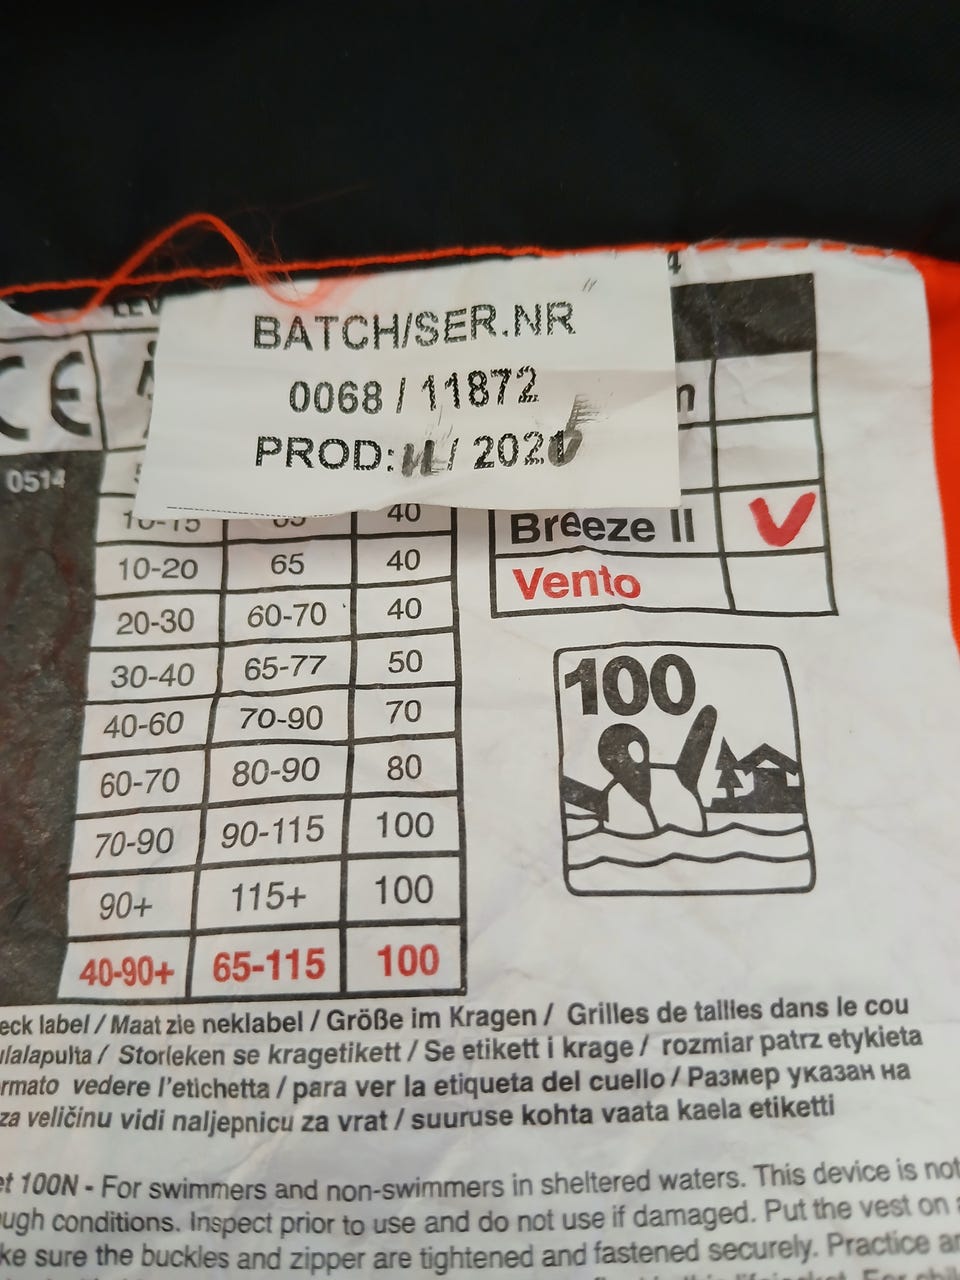 BATCH/SER.NR
0068 / 11872
PROD: / 202
CE
0514
40
10-20 65 40
20-30 60-70 40
30-40 65-77 50
40-60 70-90 70
60-70 80-90 80
70-90 90-115 100
90+ 115+ 100
40-90+ 65-115 100
Breeze II
Vento
100
label / Maat zie neklabel / Größe im Kragen / Grilles de tailles dans le cou
/ Storleken se kragetikett / Se etikett i krage / rozmiar patrz etykieta
vedere l'etichetta / para ver la etiqueta del cuello / Размер указан на
za veličinu vidi naljepnicu za vrat / suuruse kohta vaata kaela etiketti
100N - For swimmers and non-swimmers in sheltered waters. This device is not
conditions. Inspect prior to use and do not use if damaged. Put the vest on
sure the buckles and zipper are tightened and fastened securely. Practice